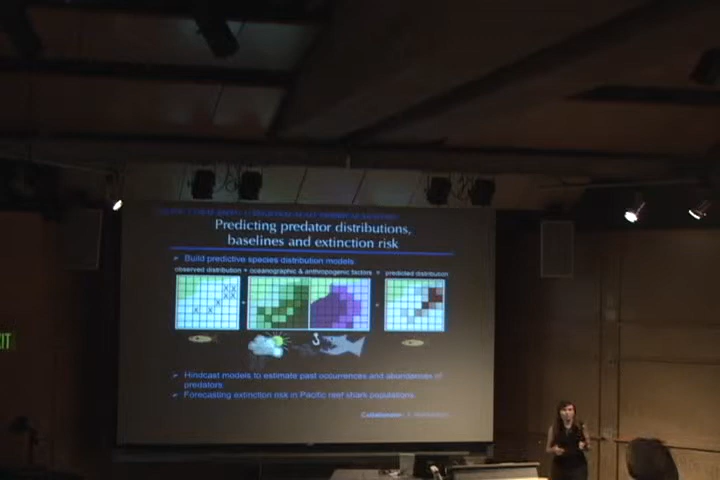 Predicting predator distributions,
baselines and extinction risk
➢ Build predictive species distribution models
observed distribution + oceanographic & anthropogenic factors = predicted distribution
➢ Hindcast models to estimate past occurrences and abundances of
predators
➢ Forecasting extinction risk in Pacific reef shark populations
Collaborator: